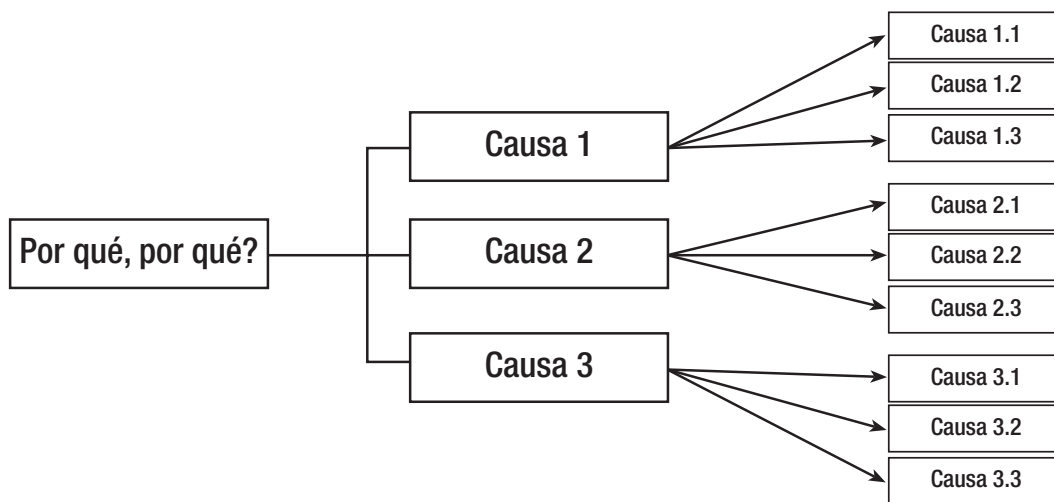 Por qué, por qué?
Causa 1
Causa 1.1
Causa 1.2
Causa 1.3
Causa 2
Causa 2.1
Causa 2.2
Causa 2.3
Causa 3
Causa 3.1
Causa 3.2
Causa 3.3